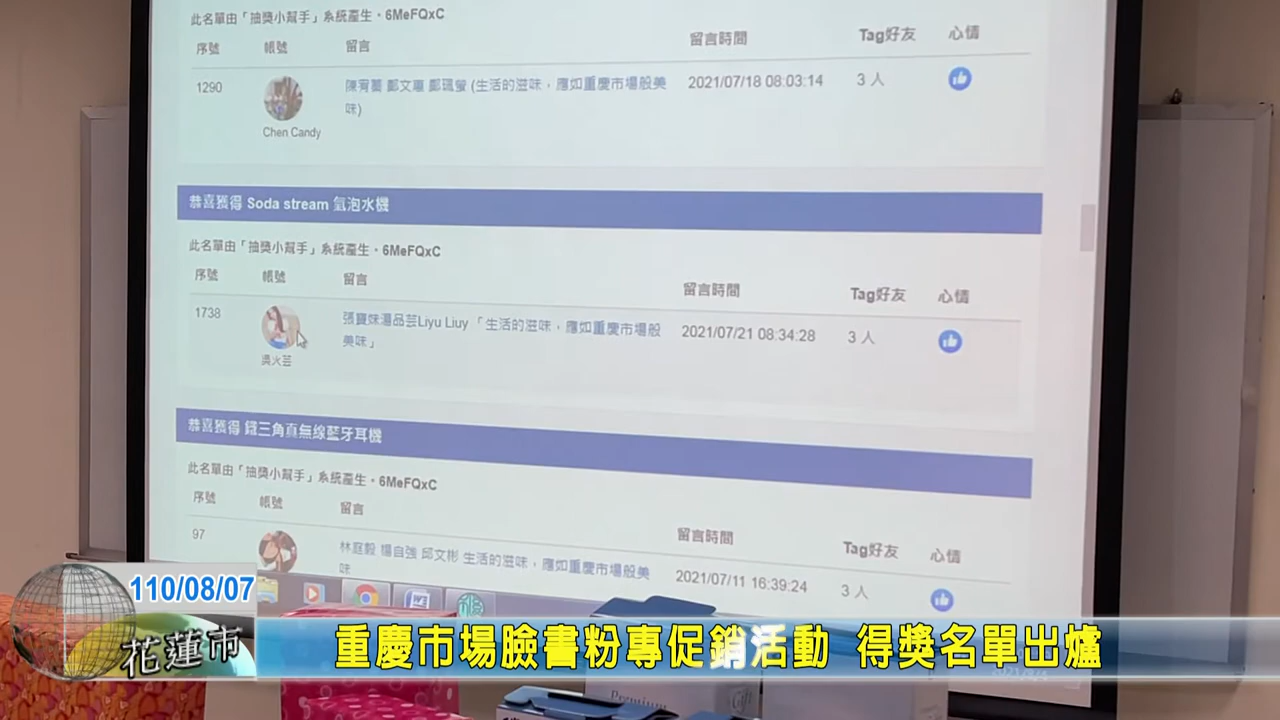 此名單由「抽獎小幫手」系統產生。6MeFQxC
序號 帳號 留言 留言時間 Tag好友 心情
1290 陳宥蓁 鄭文惠 鄭珮瑩 (生活的滋味，應如重慶市場般美 2021/07/18 08:03:14 3 人
味)
Chen Candy
恭喜獲得 Soda stream 氣泡水機
此名單由「抽獎小幫手」系統產生。6MeFQxC
序號 帳號 留言 留言時間 Tag好友 心情
1738 張寶妹湯品芸Liyu Liuy 「生活的滋味，應如重慶市場般 2021/07/21 08:34:28 3 人
美味」
湯火芸
恭喜獲得 鐵三角真無線藍牙耳機
此名單由「抽獎小幫手」系統產生。6MeFQxC
序號 帳號 留言 留言時間 Tag好友 心情
97 林庭毅 楊自強 邱文彬 生活的滋味，應如重慶市場般美 2021/07/11 16:39:24 3 人
味
110/08/07
花蓮市
重慶市場臉書粉專促銷活動 得獎名單出爐
Premium
Gift